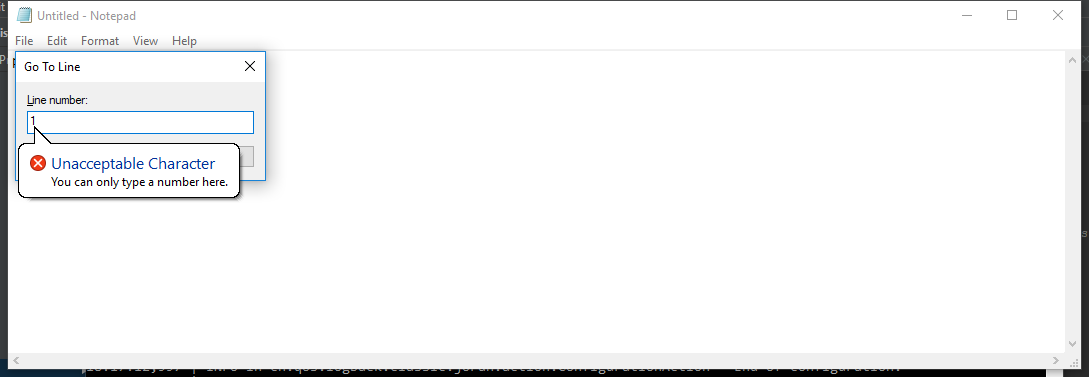 Untitled - Notepad
File Edit Format View Help
Go To Line
Line number:
1
Unacceptable Character
You can only type a number here.